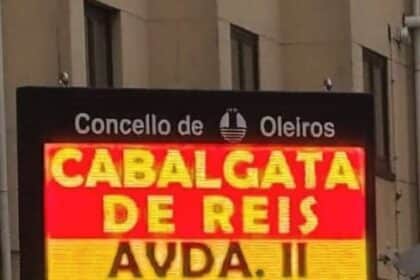 Concello de Oleiros
CABALGATA
DE REIS
AVDA. II